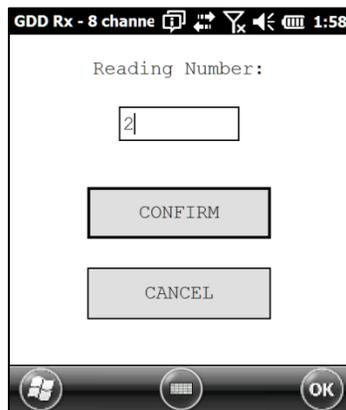 GDD Rx - 8 channe 1:58
Reading Number:
2
CONFIRM
CANCEL
OK